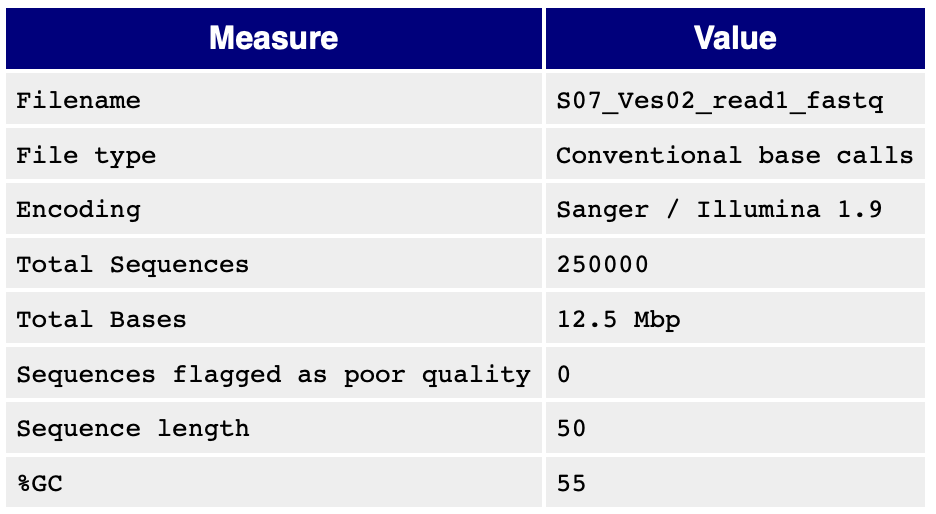 Measure Value
Filename S07_Ves02_read1_fastq
File type Conventional base calls
Encoding Sanger / Illumina 1.9
Total Sequences 250000
Total Bases 12.5 Mbp
Sequences flagged as poor quality 0
Sequence length 50
%GC 55